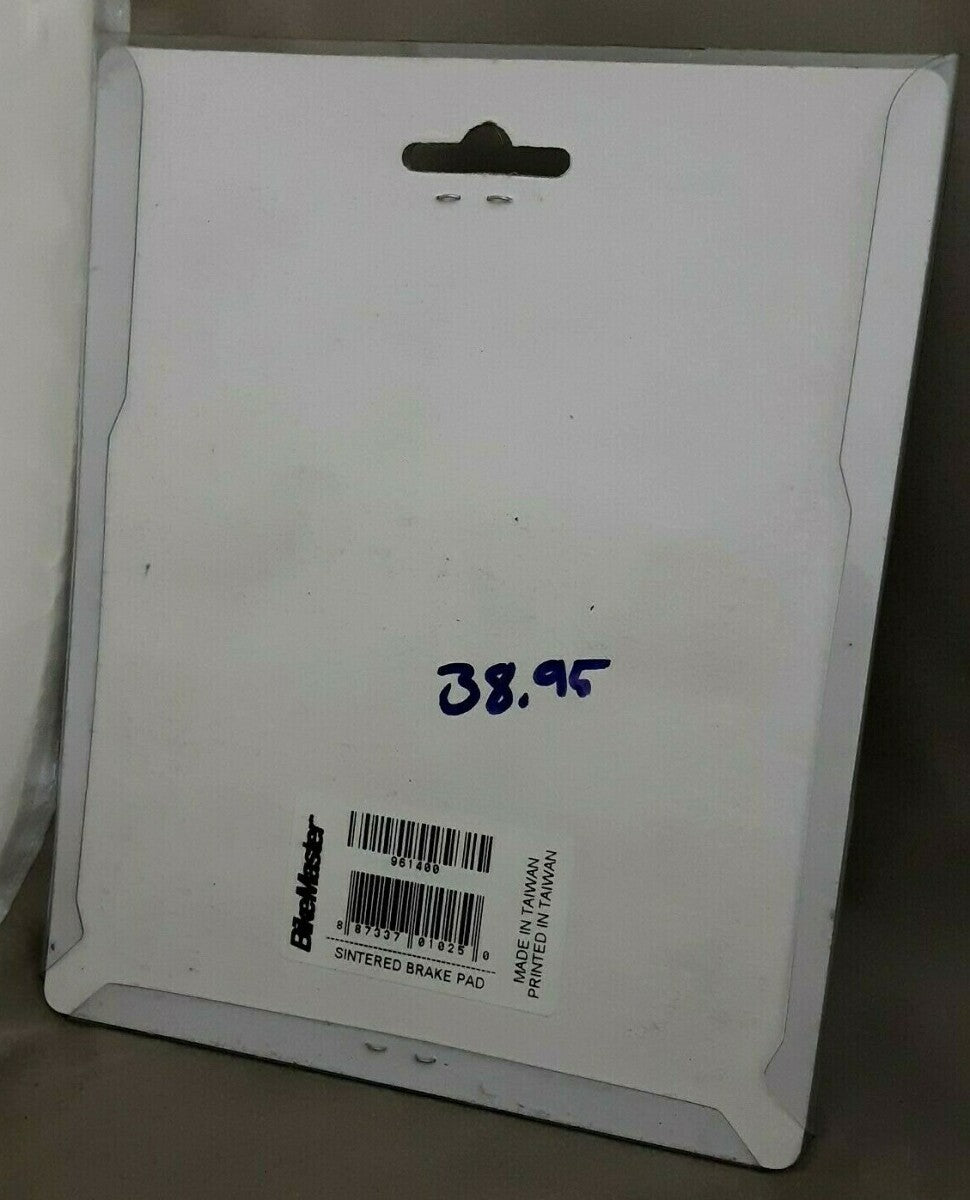 38.95
BikeMaster
961400
8 87337 01025 0
SINTERED BRAKE PAD
MADE IN TAIWAN
PRINTED IN TAIWAN